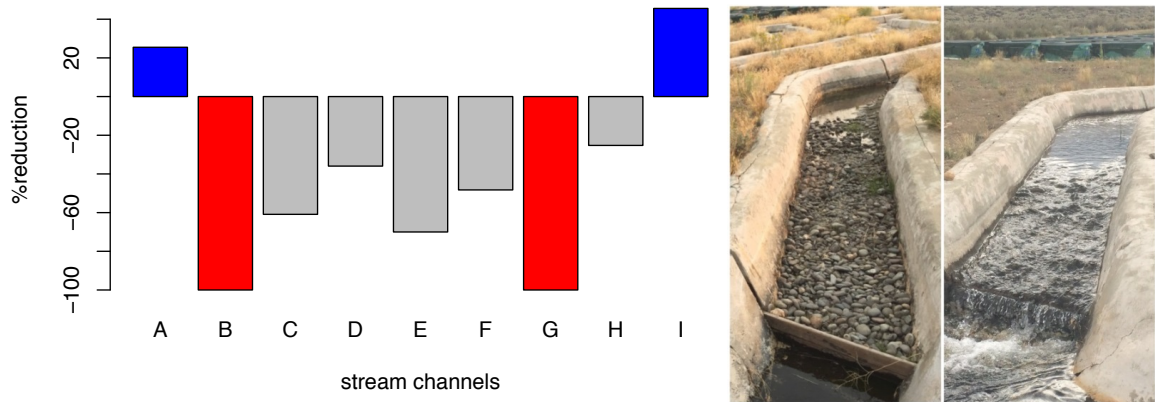 %reduction
20
−20
−60
−100
A B C D E F G H I
stream channels